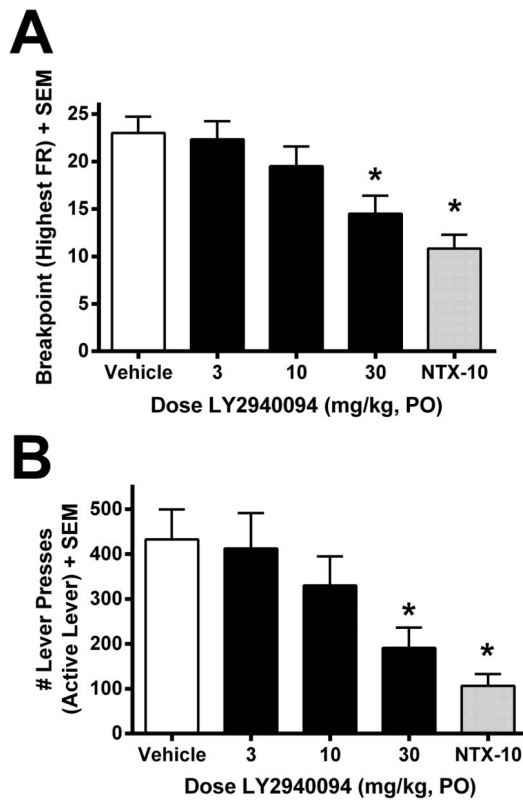 A
Breakpoint (Highest FR) + SEM
25
20
15
10
5
0
*
*
Vehicle 3 10 30 NTX-10
Dose LY2940094 (mg/kg, PO)
B
# Lever Presses
(Active Lever) + SEM
500
400
300
200
100
0
*
*
Vehicle 3 10 30 NTX-10
Dose LY2940094 (mg/kg, PO)